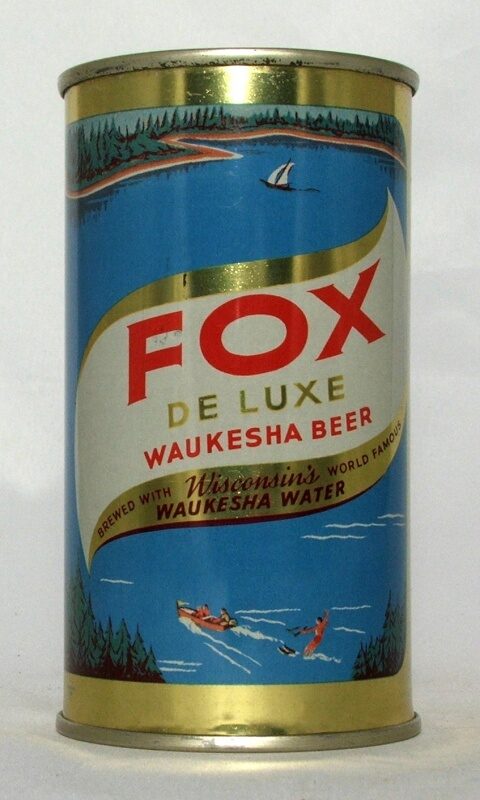 FOX
DE LUXE
WAUKESHA BEER
BREWED WITH Wisconsin's WORLD FAMOUS
WAUKESHA WATER